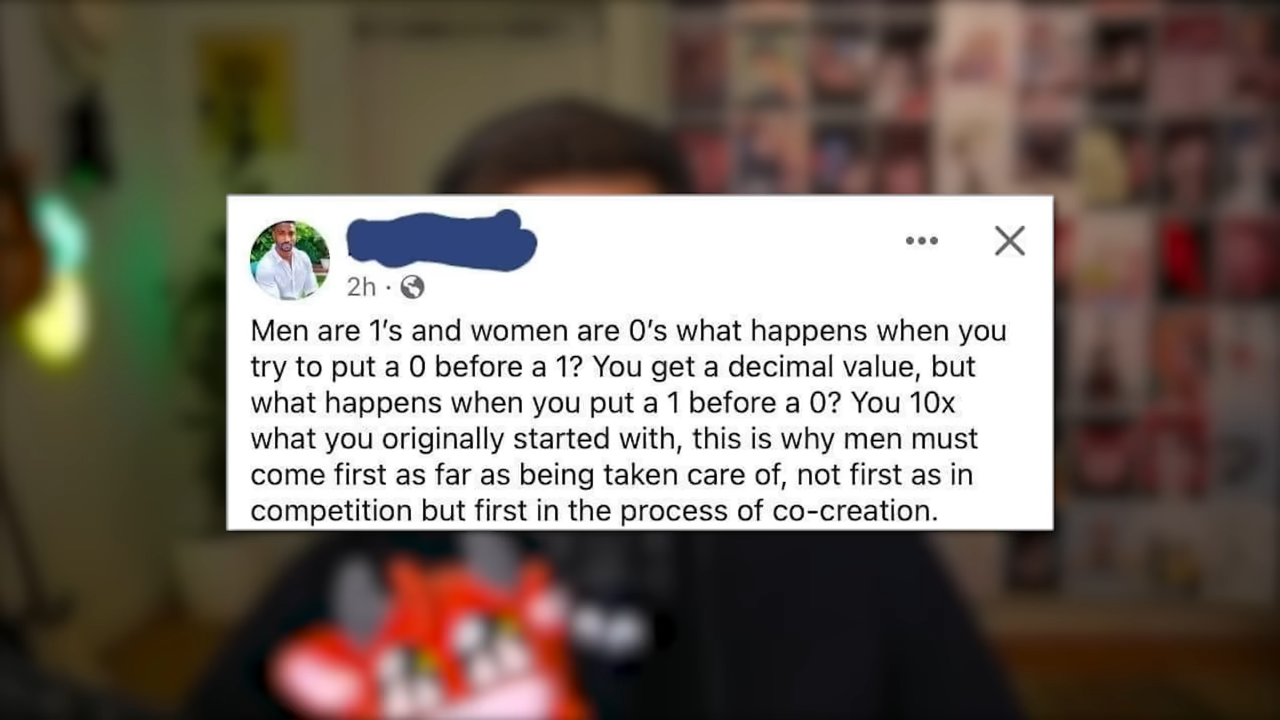 2h ·
Men are 1’s and women are 0’s what happens when you
try to put a 0 before a 1? You get a decimal value, but
what happens when you put a 1 before a 0? You 10x
what you originally started with, this is why men must
come first as far as being taken care of, not first as in
competition but first in the process of co-creation.